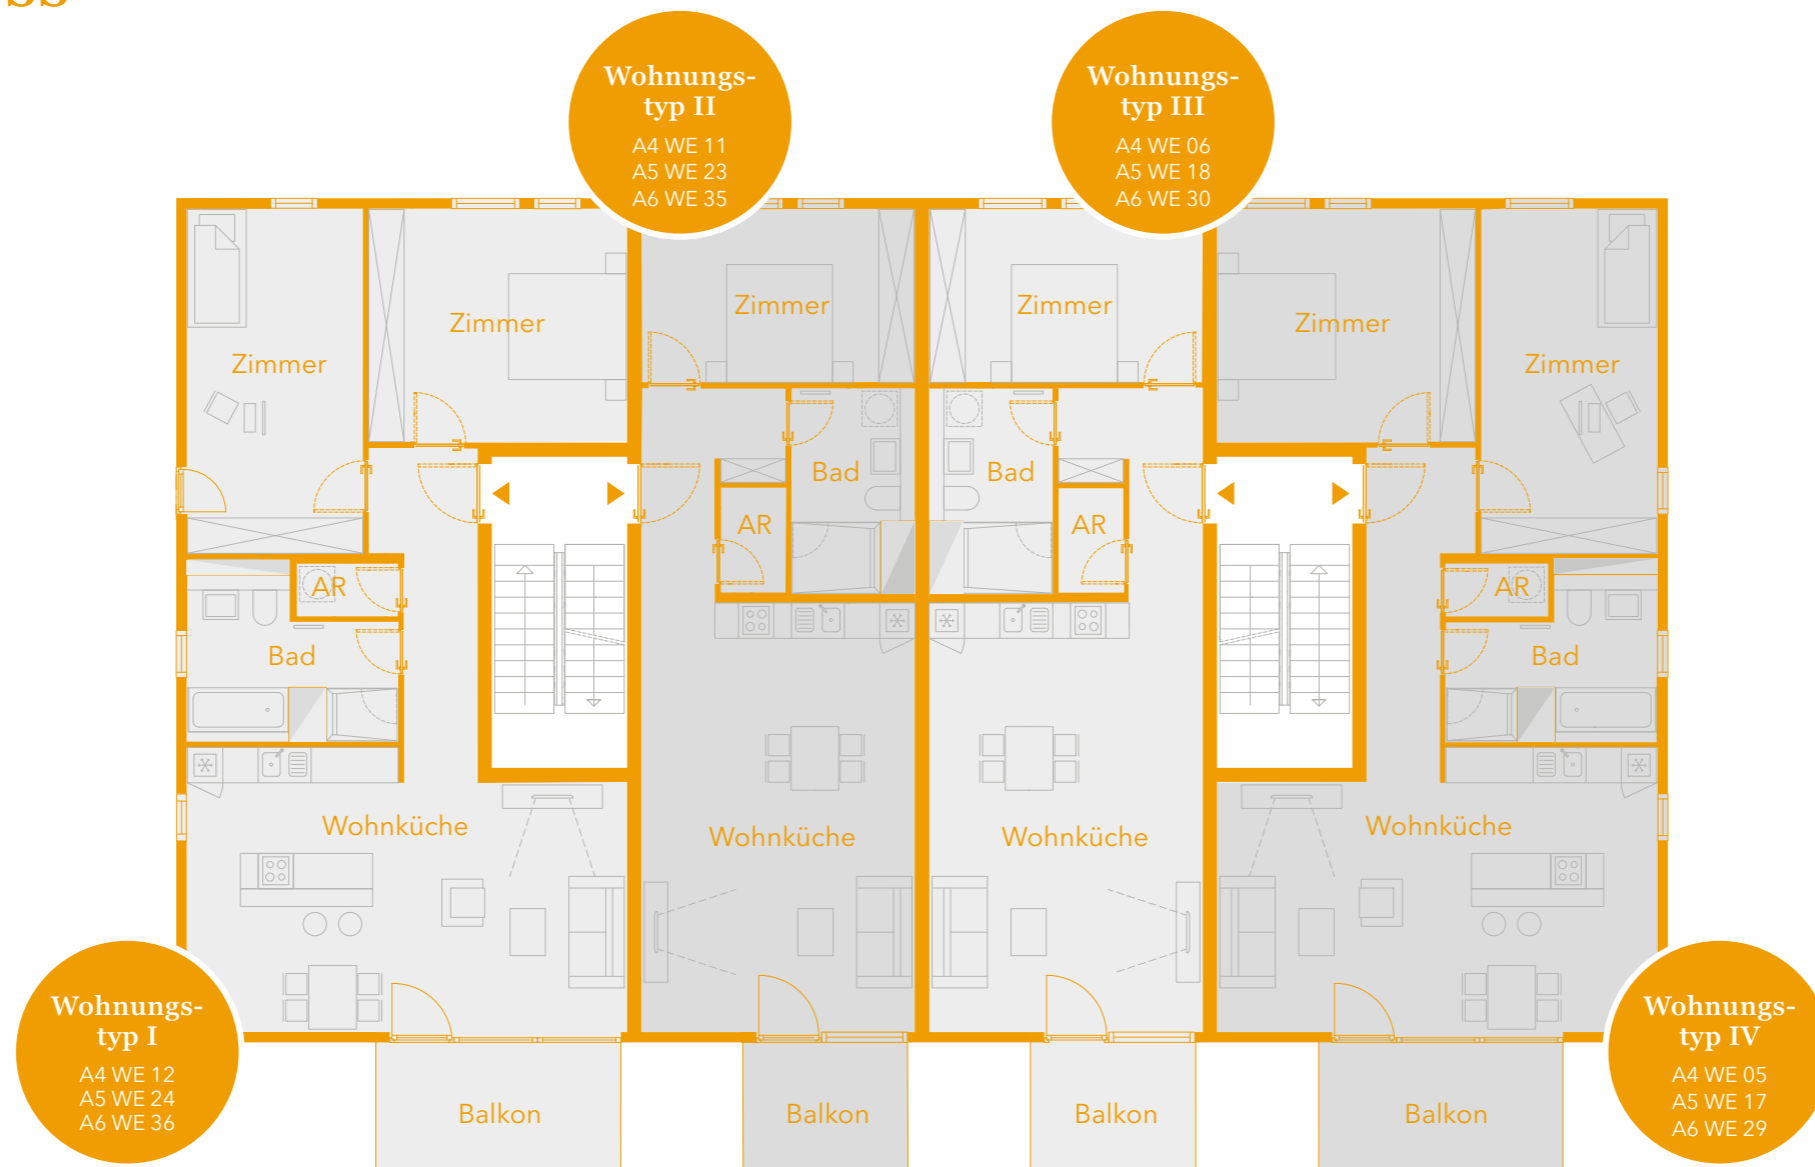 ss
Wohnungs-
typ II
A4 WE 11
A5 WE 23
A6 WE 35
Wohnungs-
typ III
A4 WE 06
A5 WE 18
A6 WE 30
Zimmer
Zimmer
Zimmer
Zimmer
Zimmer
Zimmer
Bad
Bad
AR
AR
AR
AR
Bad
Bad
Wohnküche
Wohnküche
Wohnküche
Wohnküche
Wohnungs-
typ I
A4 WE 12
A5 WE 24
A6 WE 36
Wohnungs-
typ IV
A4 WE 05
A5 WE 17
A6 WE 29
Balkon
Balkon
Balkon
Balkon